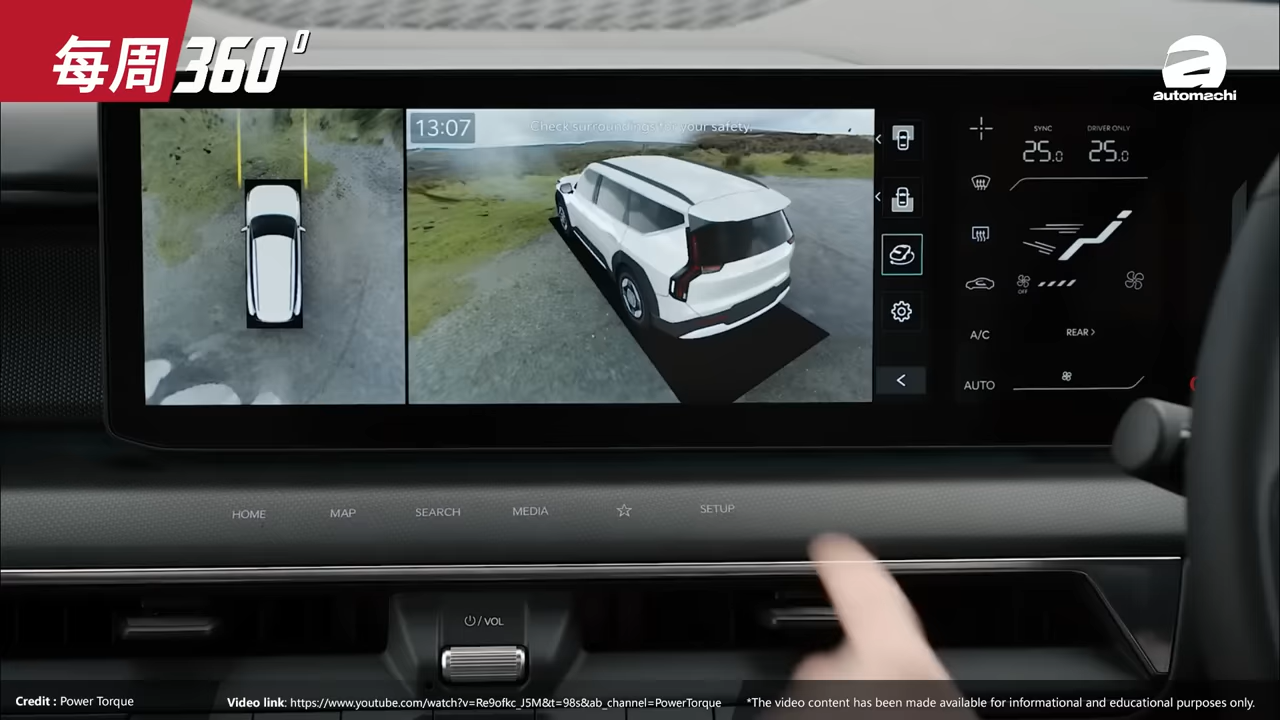 每周360°
automachi
13:07
Check surroundings for your safety.
SYNC
25.0
DRIVER ONLY
25.0
OFF
A/C
REAR >
AUTO
HOME
MAP
SEARCH
MEDIA
SETUP
/ VOL
Credit : Power Torque
Video link: https://www.youtube.com/watch?v=Re9ofkc_J5M&t=98s&ab_channel=PowerTorque
*The video content has been made available for informational and educational purposes only.